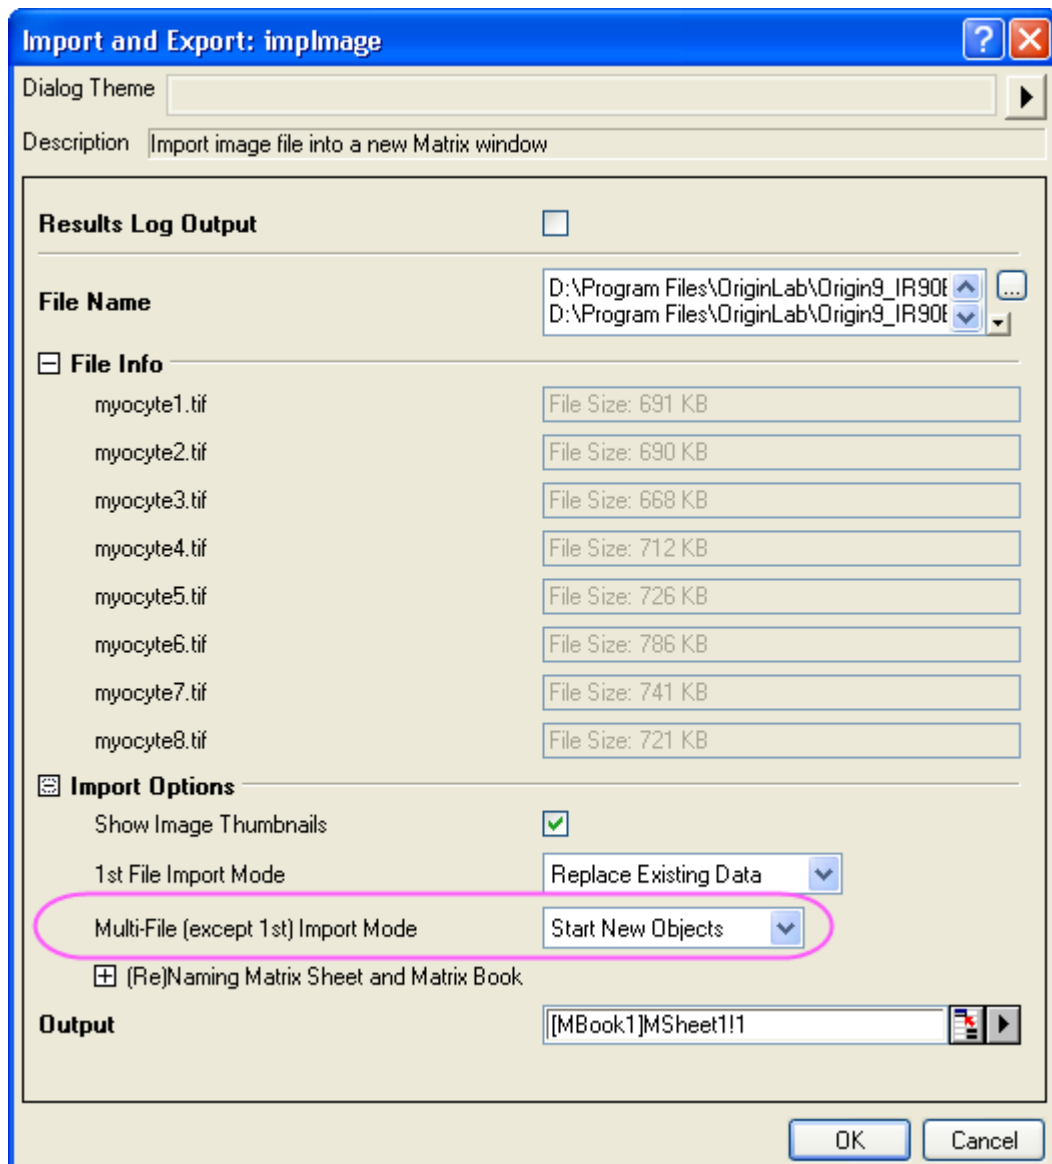 Import and Export: impImage
Dialog Theme
Description Import image file into a new Matrix window
Results Log Output
File Name
D:\Program Files\OriginLab\Origin9_IR90E
D:\Program Files\OriginLab\Origin9_IR90E
...
File Info
myocyte1.tif File Size: 691 KB
myocyte2.tif File Size: 690 KB
myocyte3.tif File Size: 668 KB
myocyte4.tif File Size: 712 KB
myocyte5.tif File Size: 726 KB
myocyte6.tif File Size: 786 KB
myocyte7.tif File Size: 741 KB
myocyte8.tif File Size: 721 KB
Import Options
Show Image Thumbnails
1st File Import Mode Replace Existing Data
Multi-File (except 1st) Import Mode Start New Objects
(Re)Naming Matrix Sheet and Matrix Book
Output [MBook1]MSheet1!1
OK Cancel